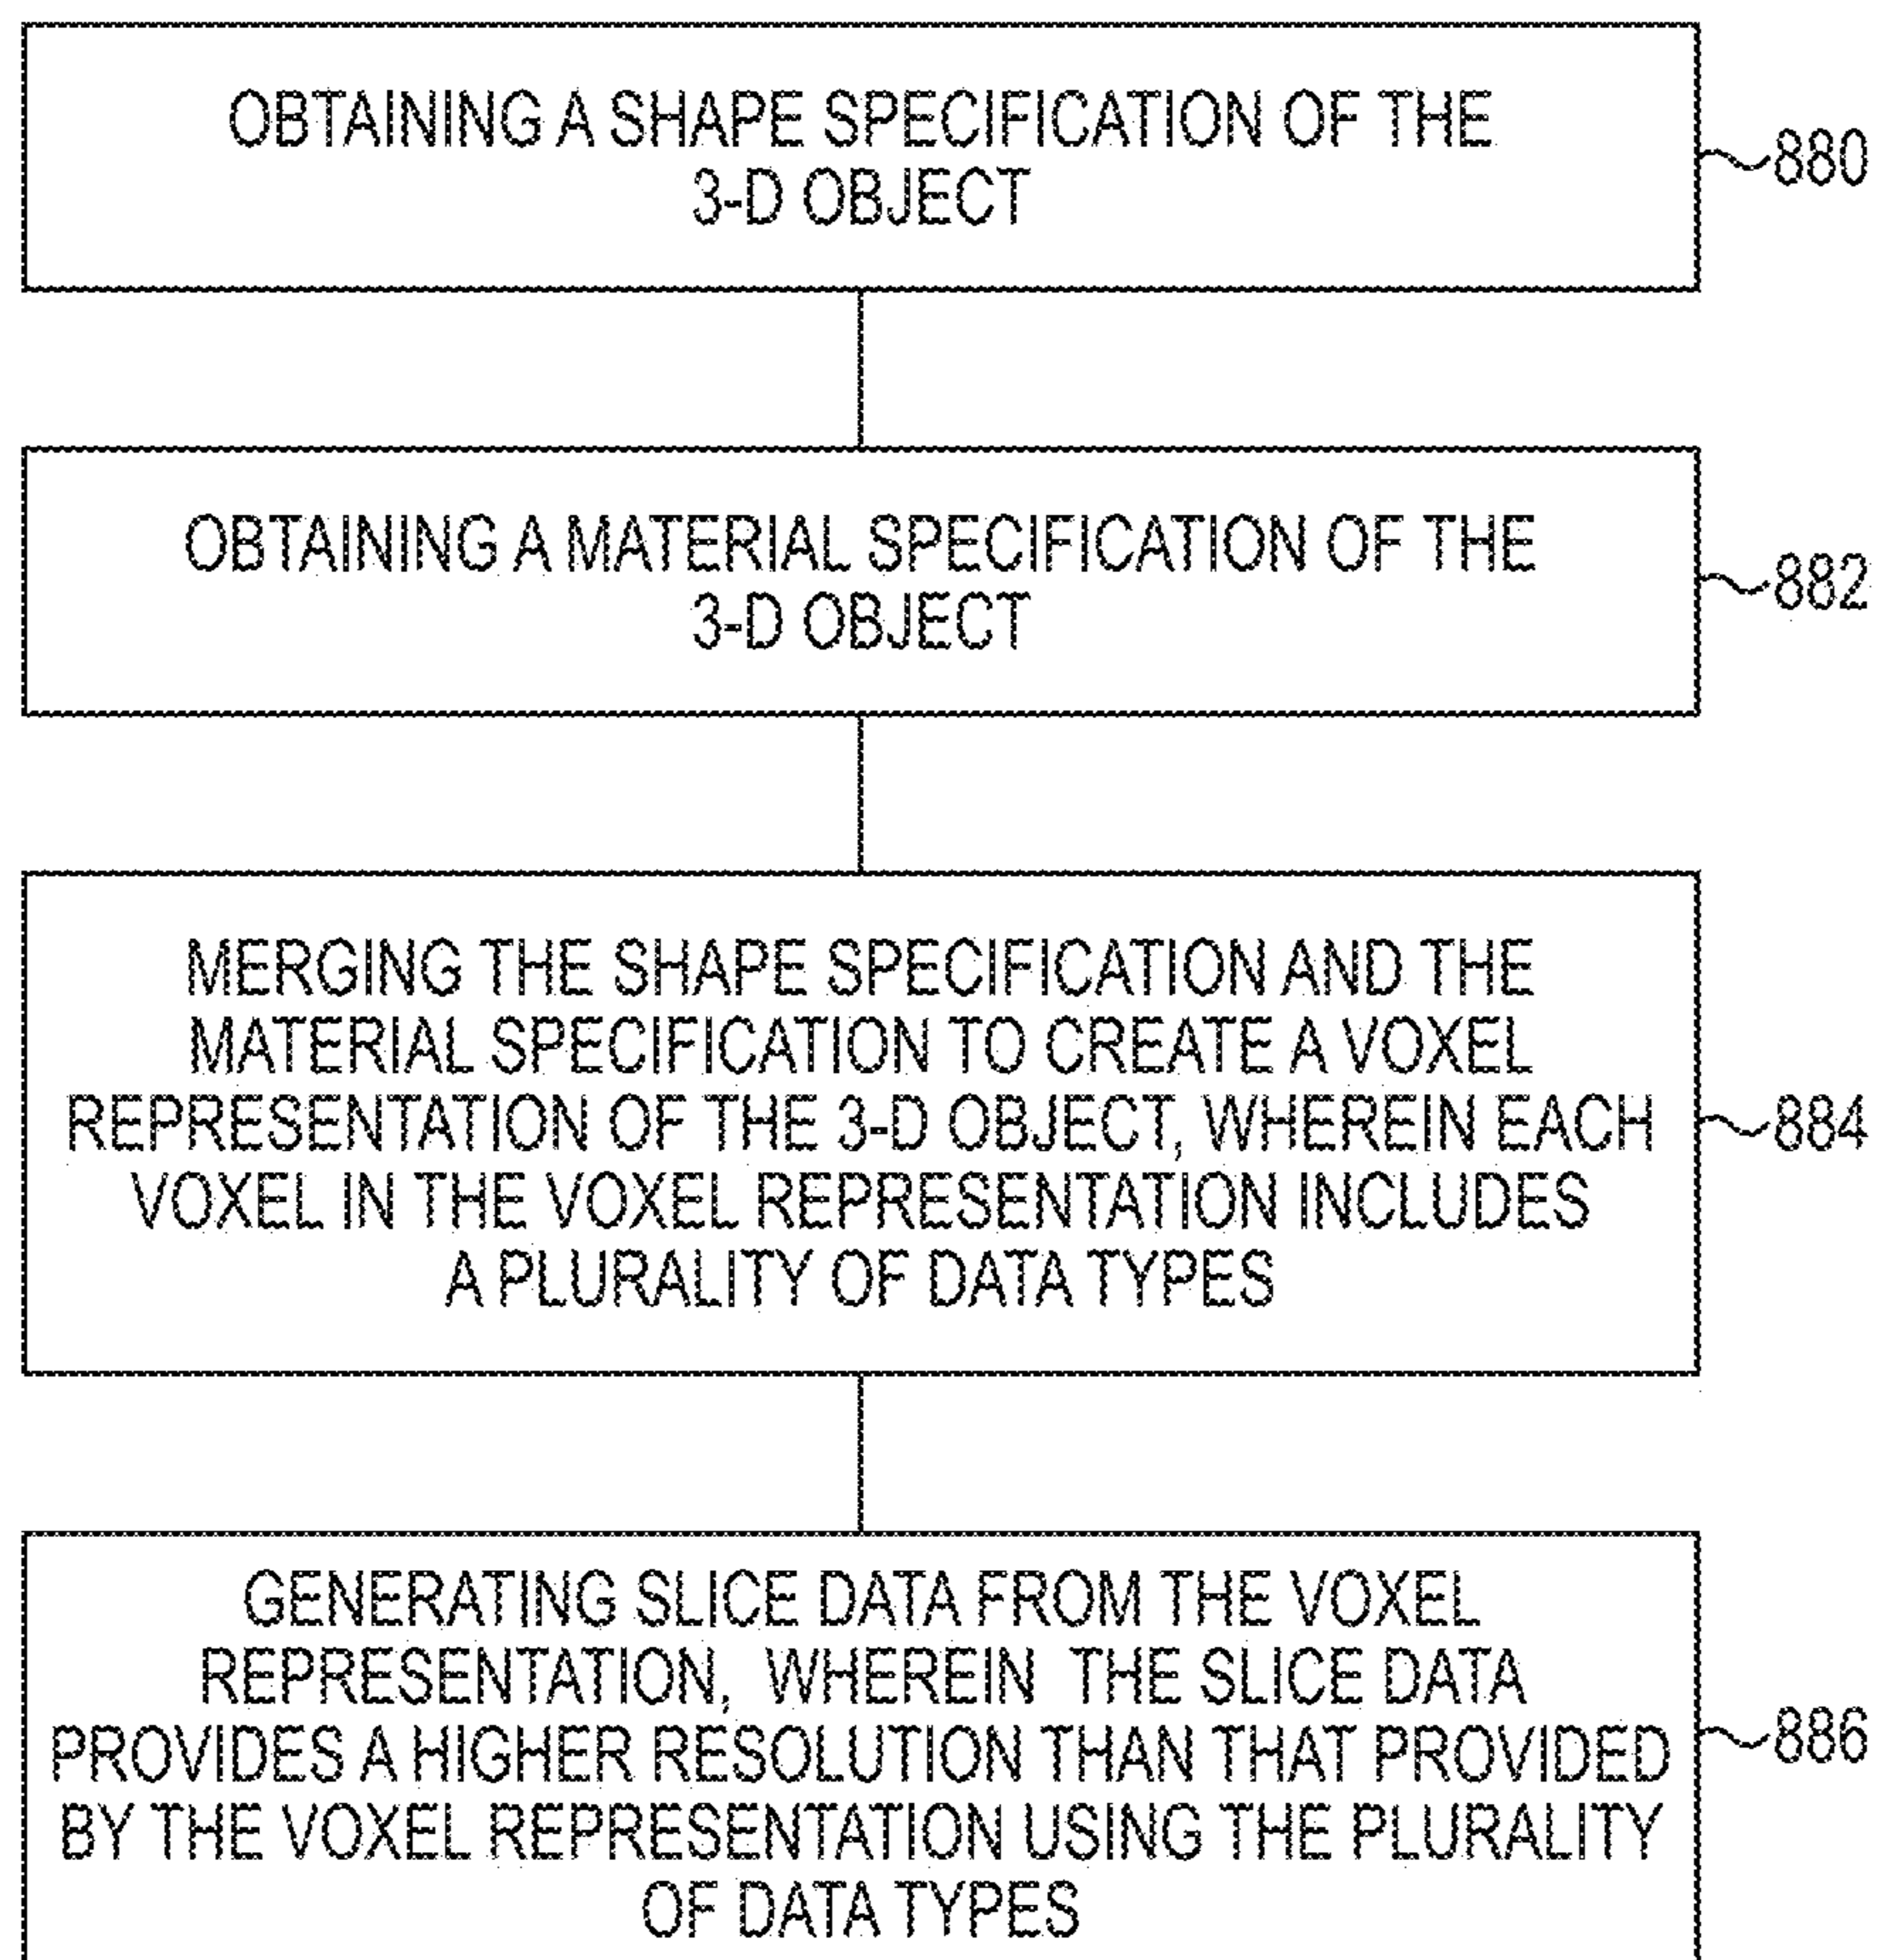 OBTAINING A SHAPE SPECIFICATION OF THE
3-D OBJECT
880
OBTAINING A MATERIAL SPECIFICATION OF THE
3-D OBJECT
882
MERGING THE SHAPE SPECIFICATION AND THE
MATERIAL SPECIFICATION TO CREATE A VOXEL
REPRESENTATION OF THE 3-D OBJECT, WHEREIN EACH
VOXEL IN THE VOXEL REPRESENTATION INCLUDES
A PLURALITY OF DATA TYPES
884
GENERATING SLICE DATA FROM THE VOXEL
REPRESENTATION, WHEREIN THE SLICE DATA
PROVIDES A HIGHER RESOLUTION THAN THAT PROVIDED
BY THE VOXEL REPRESENTATION USING THE PLURALITY
OF DATA TYPES
886